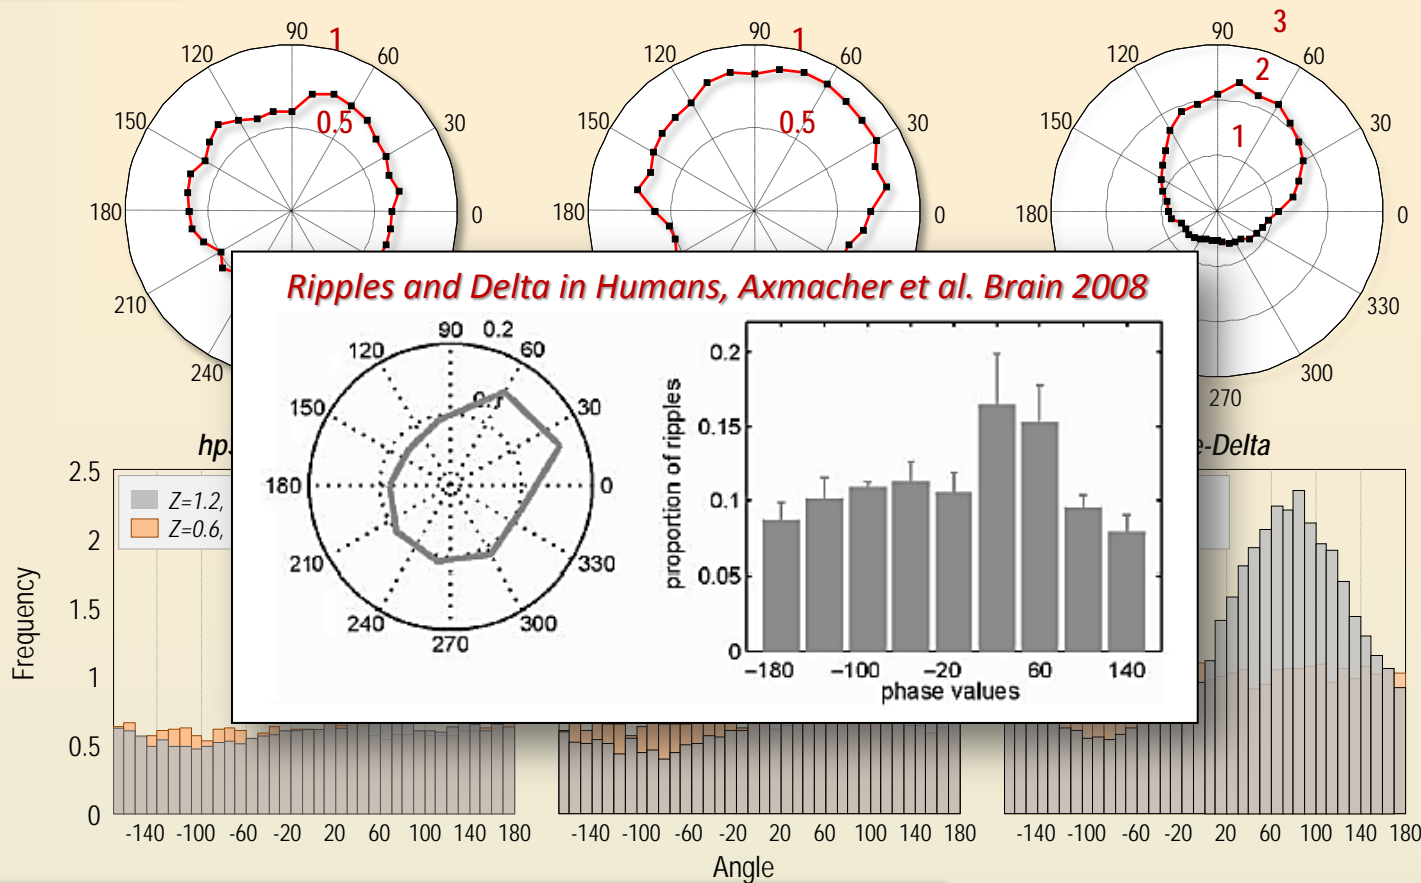 90 1
120 60
0.5
150 30
180 0
210
240
90 1
120 60
0.5
150 30
180 0
90 3
120 2 60
1
150 30
180 0
330
300
270
Ripples and Delta in Humans, Axmacher et al. Brain 2008
90 0.2
120 60
150 30
180 0
210 330
240 300
270
proportion of ripples
0.2
0.15
0.1
0.05
0
−180 −100 −20 60 140
phase values
e-Delta
Frequency
2.5
2
1.5
1
0.5
0
Z=1.2,
Z=0.6,
-140 -100 -60 -20 20 60 100 140 180
-140 -100 -60 -20 20 60 100 140 180
-140 -100 -60 -20 20 60 100 140 180
Angle